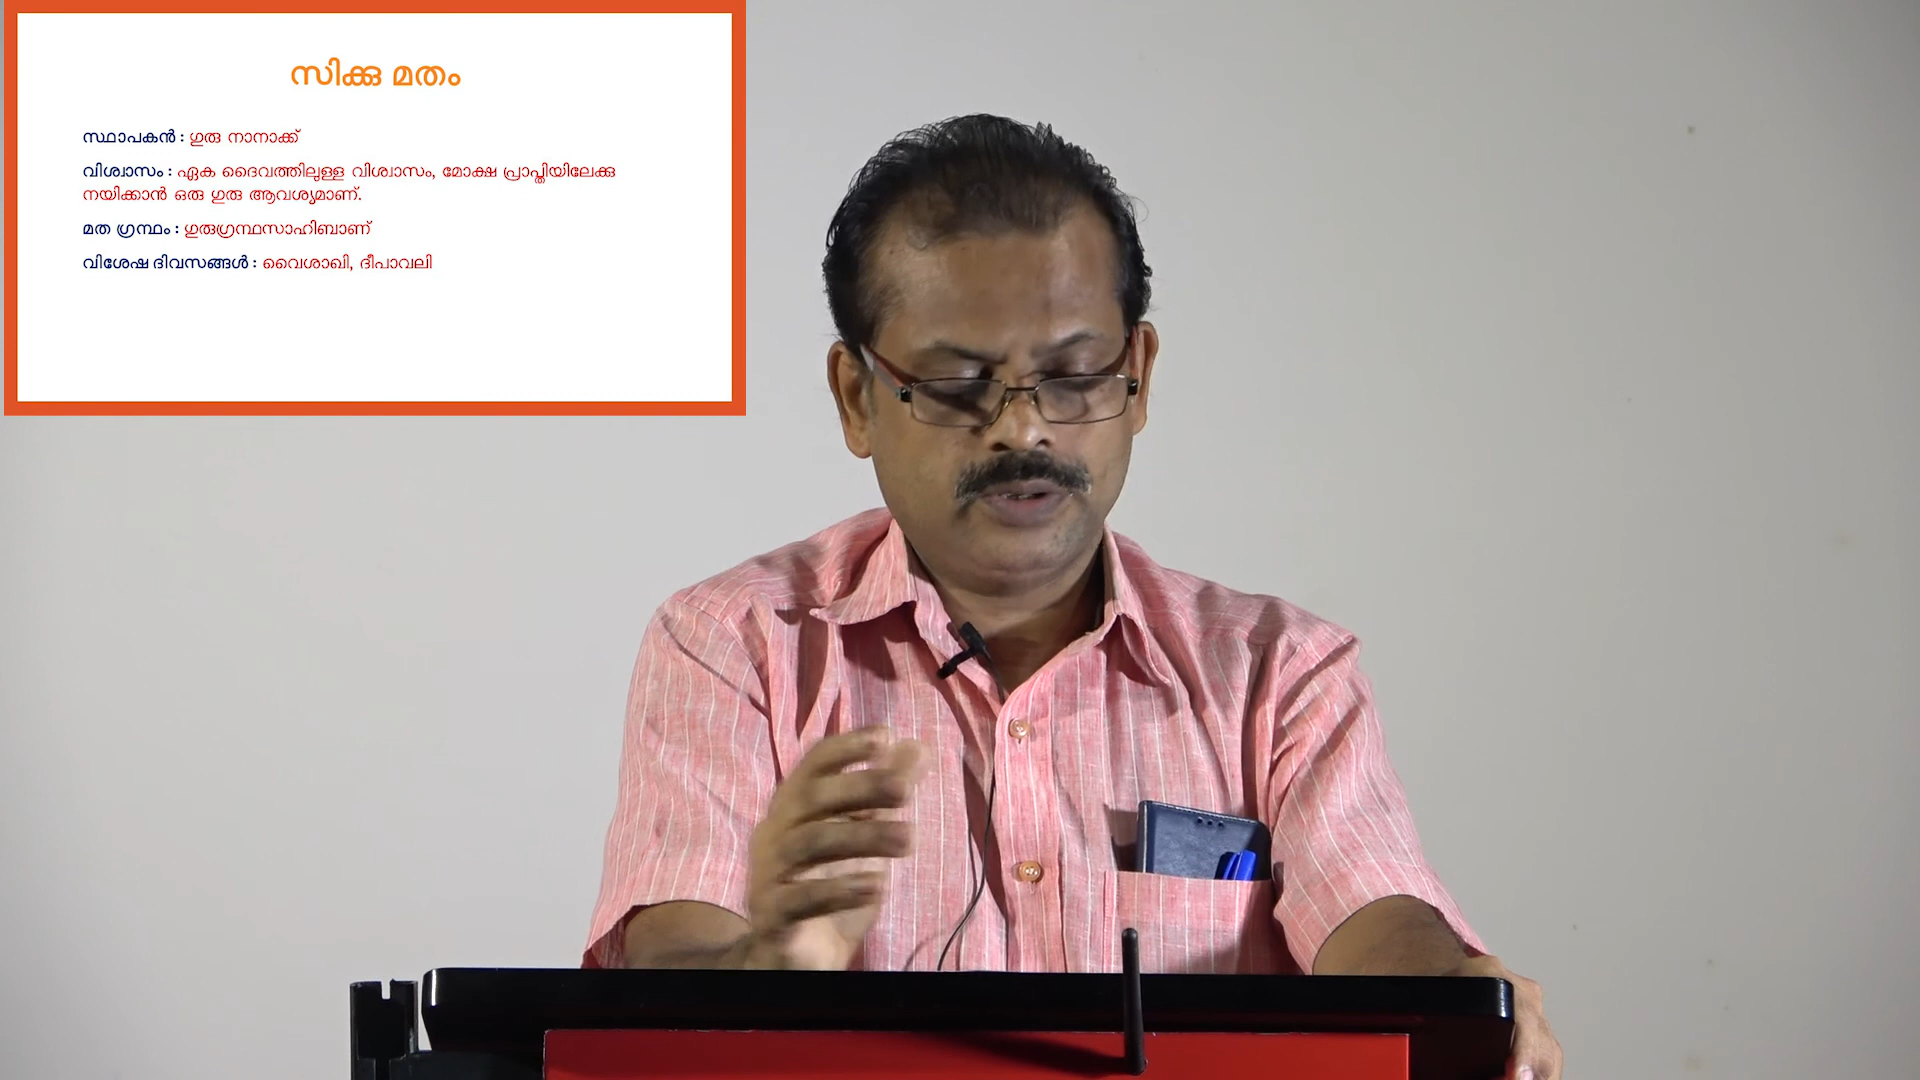 സിക്കു മതം
സ്ഥാപകൻ : ഗുരു നാനാക്ക്
വിശ്വാസം : ഏക ദൈവത്തിലുള്ള വിശ്വാസം, മോക്ഷ പ്രാപ്തിയിലേക്കു
നയിക്കാൻ ഒരു ഗുരു ആവശ്യമാണ്.
മത ഗ്രന്ഥം : ഗുരുഗ്രന്ഥസാഹിബാണ്
വിശേഷ ദിവസങ്ങൾ : വൈശാഖി, ദീപാവലി